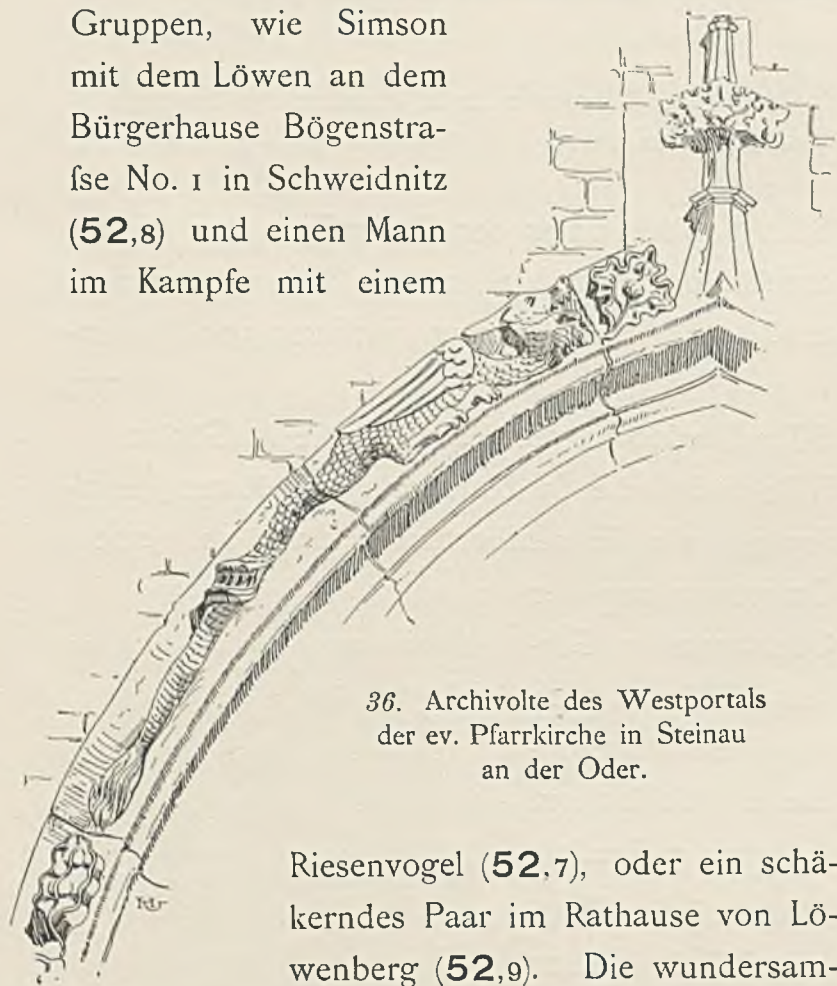 Gruppen, wie Simson
mit dem Löwen an dem
Bürgerhause Bögenstra-
ſse No. 1 in Schweidnitz
(52,8) und einen Mann
im Kampfe mit einem
36. Archivolte des Westportals
der ev. Pfarrkirche in Steinau
an der Oder.
Riesenvogel (52,7), oder ein schä-
kerndes Paar im Rathause von Lö-
wenberg (52,9). Die wundersam-